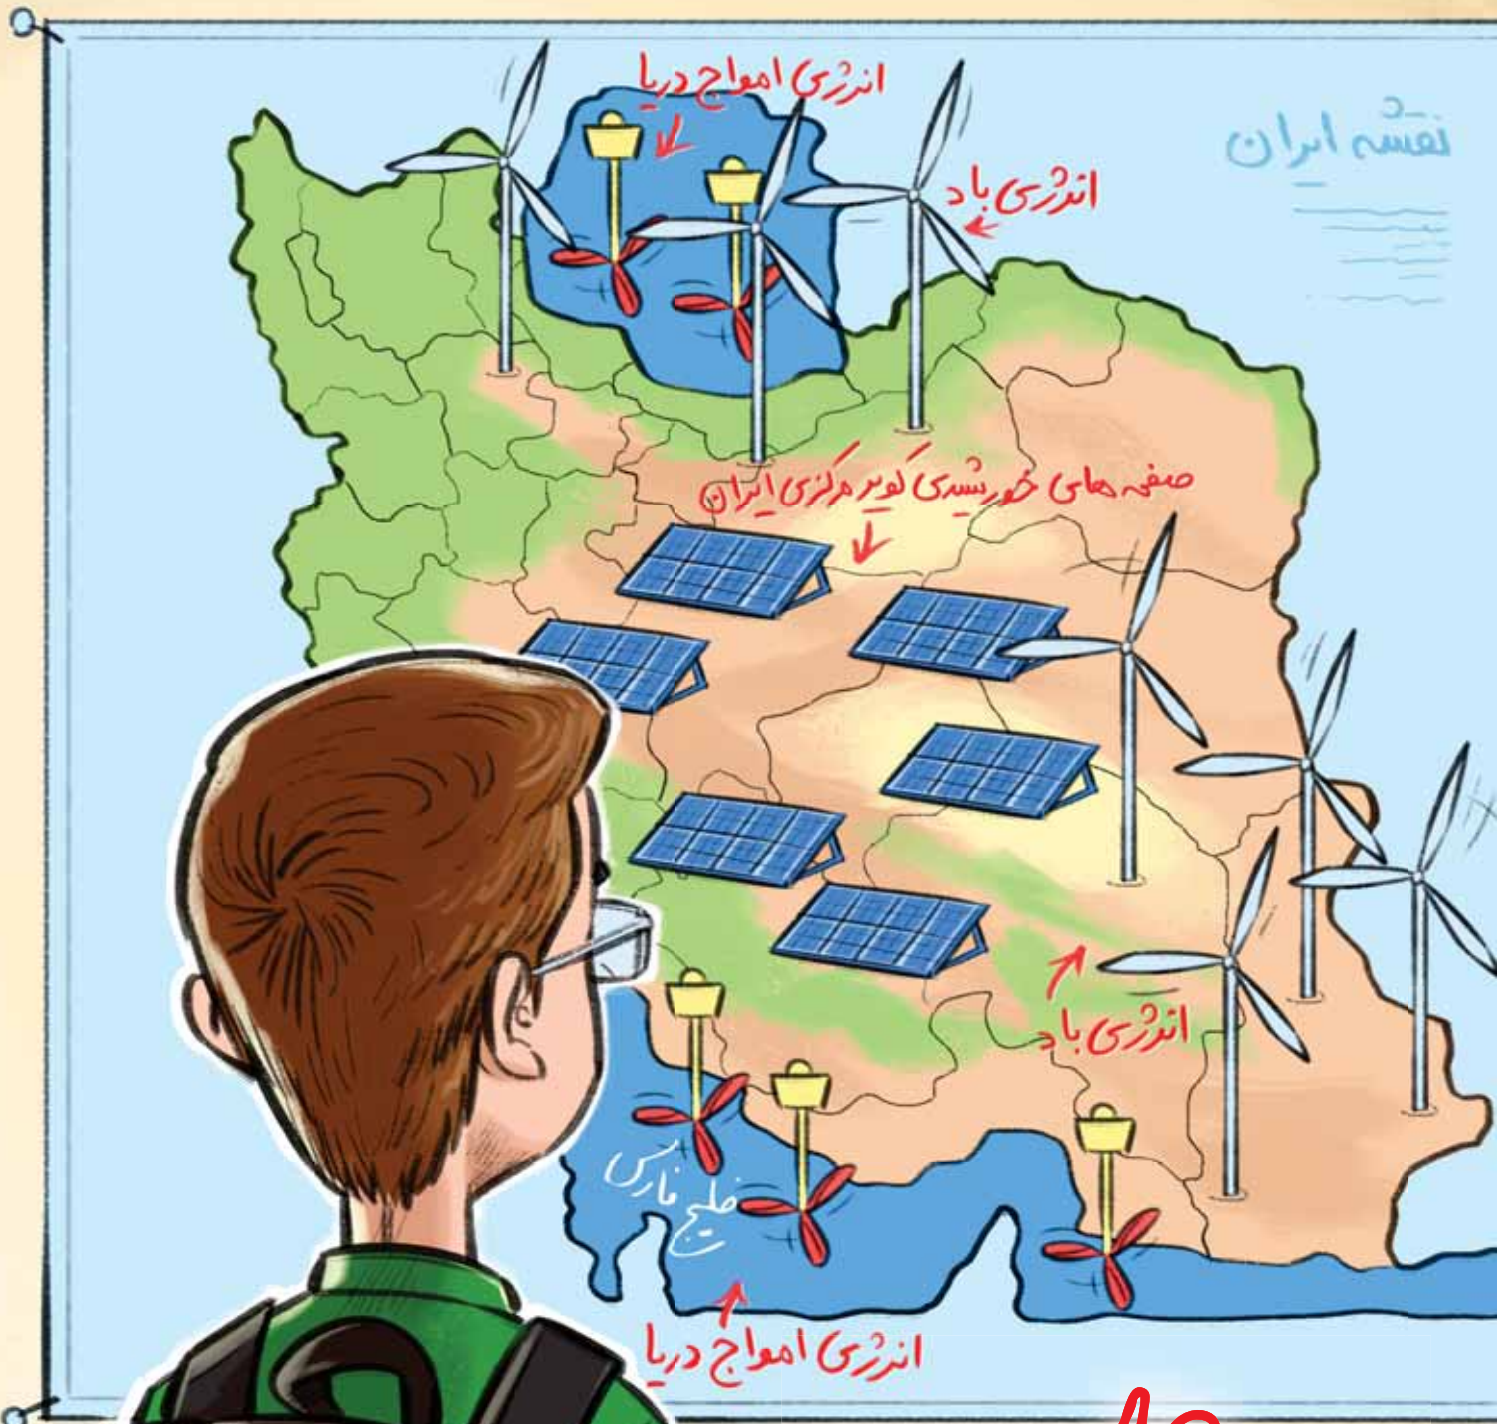 نقشه ایران
انرژی امواج دریا
انرژی باد
صفحه های خورشیدی کویر مرکزی ایران
انرژی باد
خلیج فارس
انرژی امواج دریا